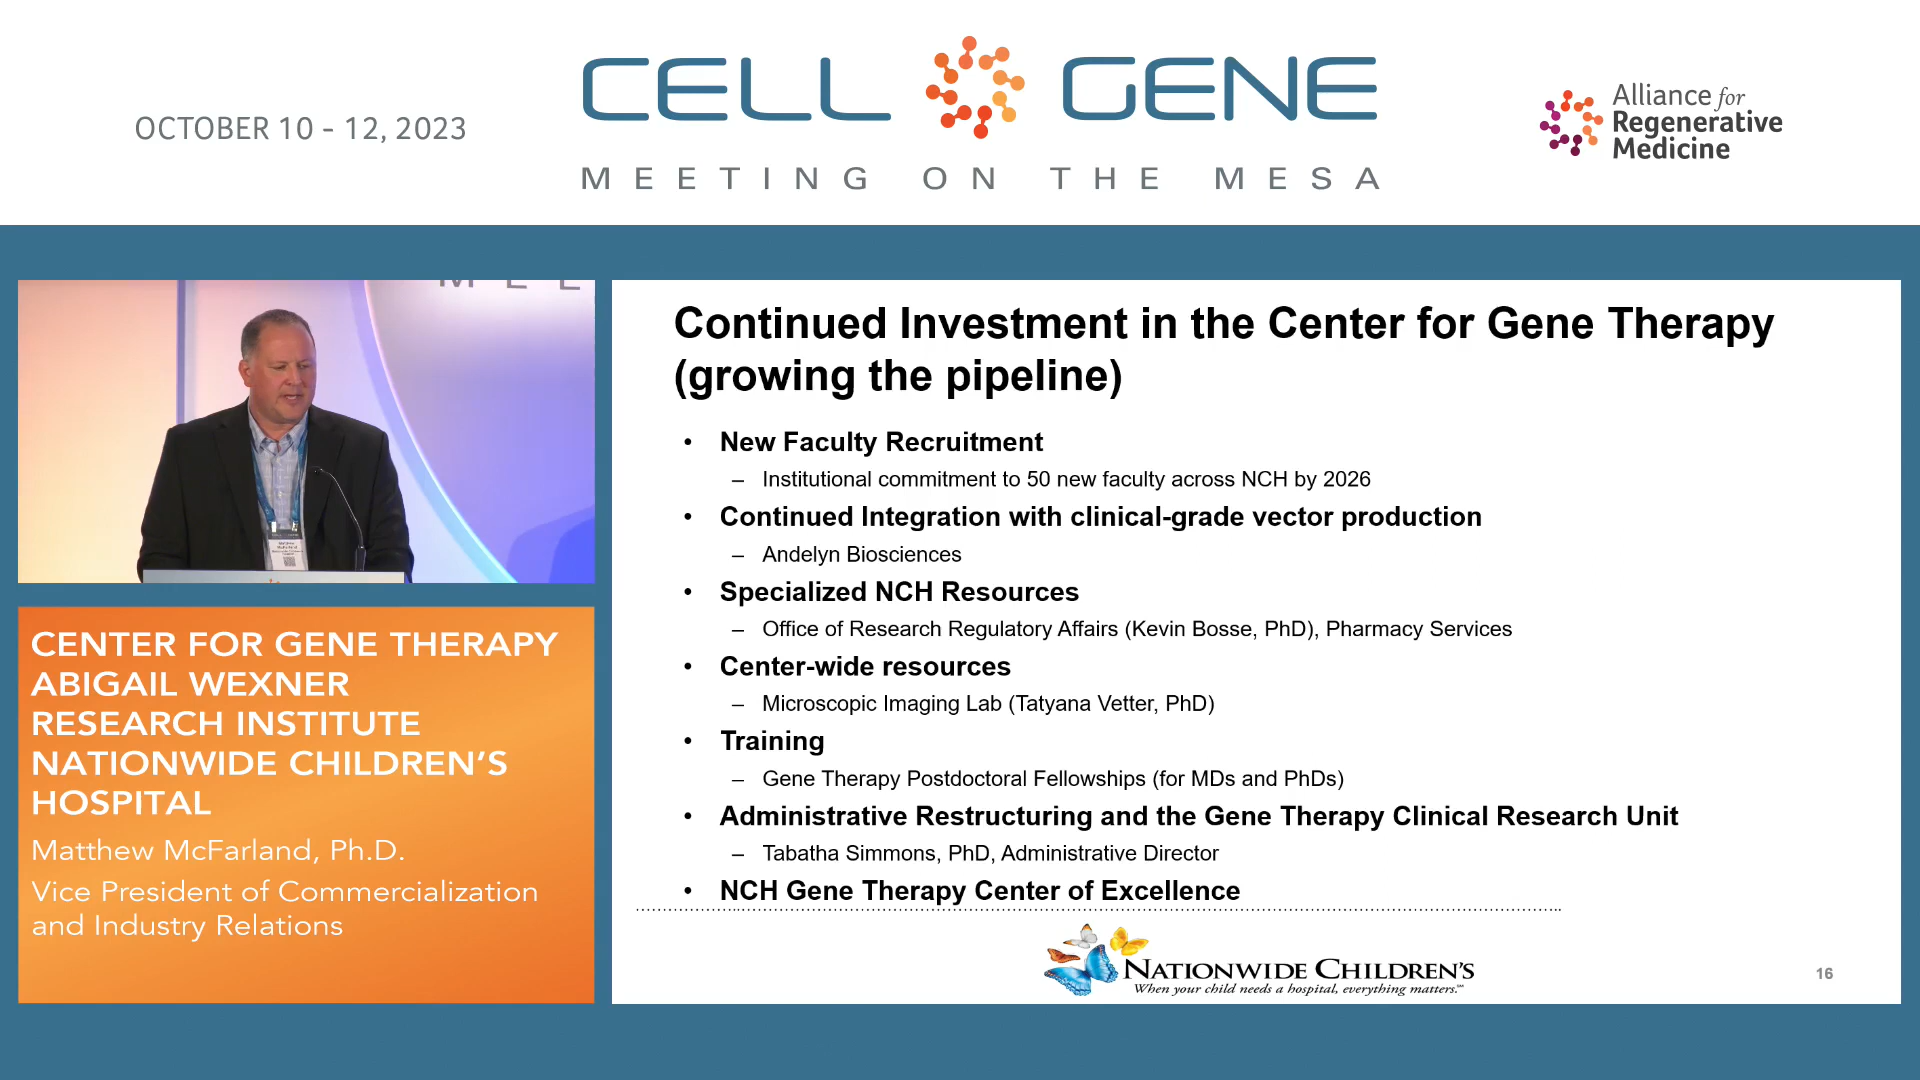 OCTOBER 10 - 12, 2023
CELL GENE
MEETING ON THE MESA
Alliance for
Regenerative
Medicine
M E E
CENTER FOR GENE THERAPY
ABIGAIL WEXNER
RESEARCH INSTITUTE
NATIONWIDE CHILDREN'S
HOSPITAL
Matthew McFarland, Ph.D.
Vice President of Commercialization
and Industry Relations
Continued Investment in the Center for Gene Therapy
(growing the pipeline)
• New Faculty Recruitment
– Institutional commitment to 50 new faculty across NCH by 2026
• Continued Integration with clinical-grade vector production
– Andelyn Biosciences
• Specialized NCH Resources
– Office of Research Regulatory Affairs (Kevin Bosse, PhD), Pharmacy Services
• Center-wide resources
– Microscopic Imaging Lab (Tatyana Vetter, PhD)
• Training
– Gene Therapy Postdoctoral Fellowships (for MDs and PhDs)
• Administrative Restructuring and the Gene Therapy Clinical Research Unit
– Tabatha Simmons, PhD, Administrative Director
• NCH Gene Therapy Center of Excellence
NATIONWIDE CHILDREN'S
When your child needs a hospital, everything matters.℠
16